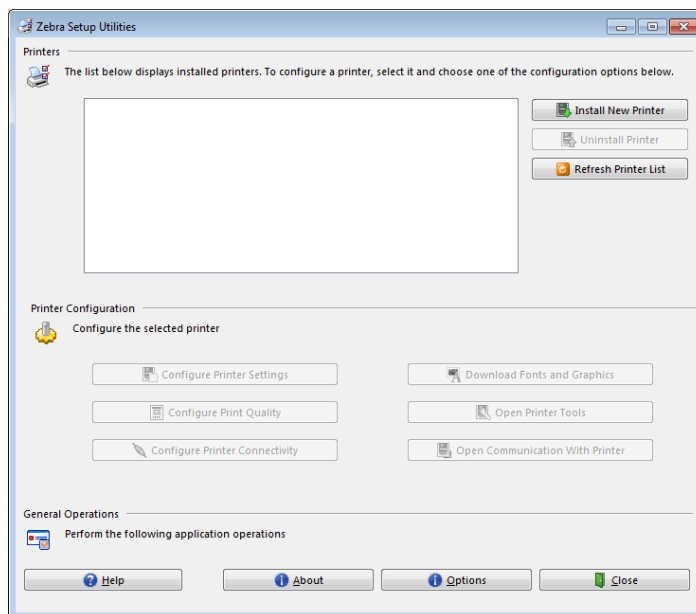 Zebra Setup Utilities
Printers
The list below displays installed printers. To configure a printer, select it and choose one of the configuration options below.
Install New Printer
Uninstall Printer
Refresh Printer List
Printer Configuration
Configure the selected printer
Configure Printer Settings
Download Fonts and Graphics
Configure Print Quality
Open Printer Tools
Configure Printer Connectivity
Open Communication With Printer
General Operations
Perform the following application operations
Help
About
Options
Close